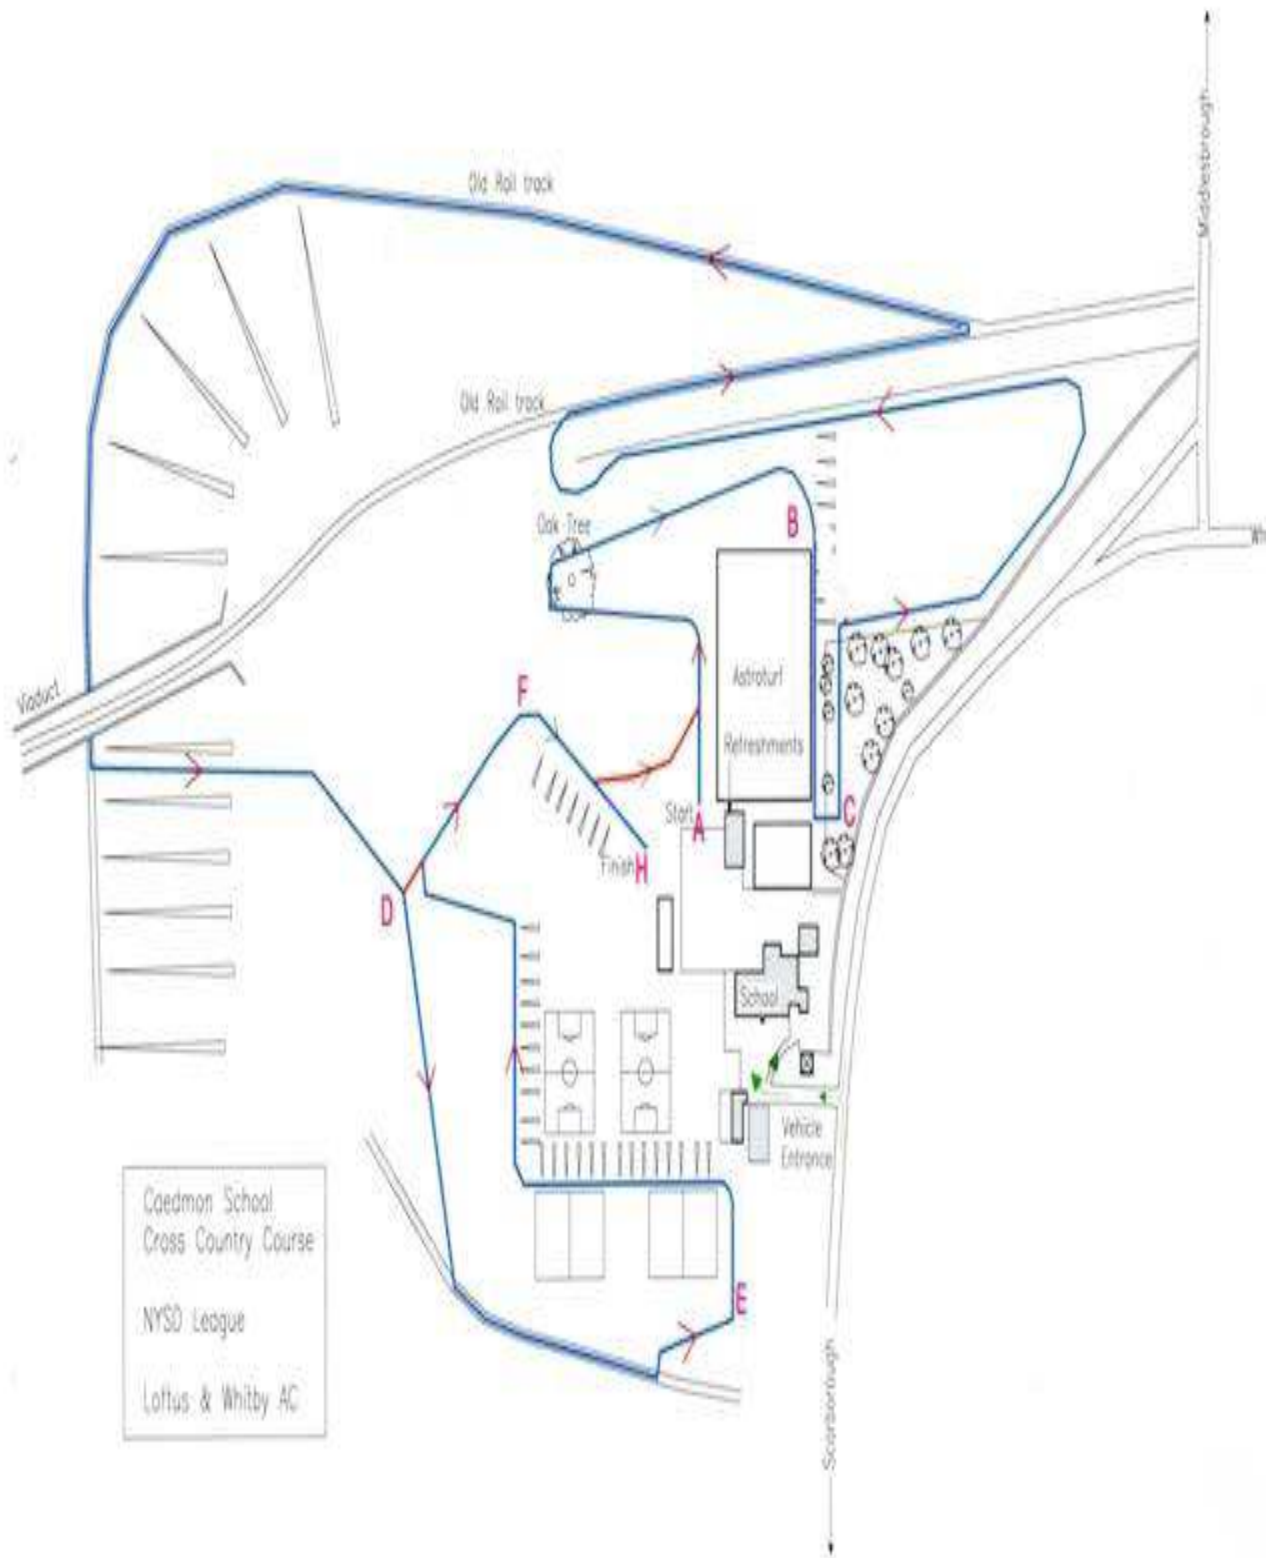 Middlesbrough
Old Rail track
Old Rail track
Oak Tree
B
Viaduct
F
Astroturf
Refreshments
Start
A
C
Finish
H
D
School
Vehicle
Entrance
E
Caedmon School
Cross Country Course
NYSD League
Loftus & Whitby AC
Scarborough